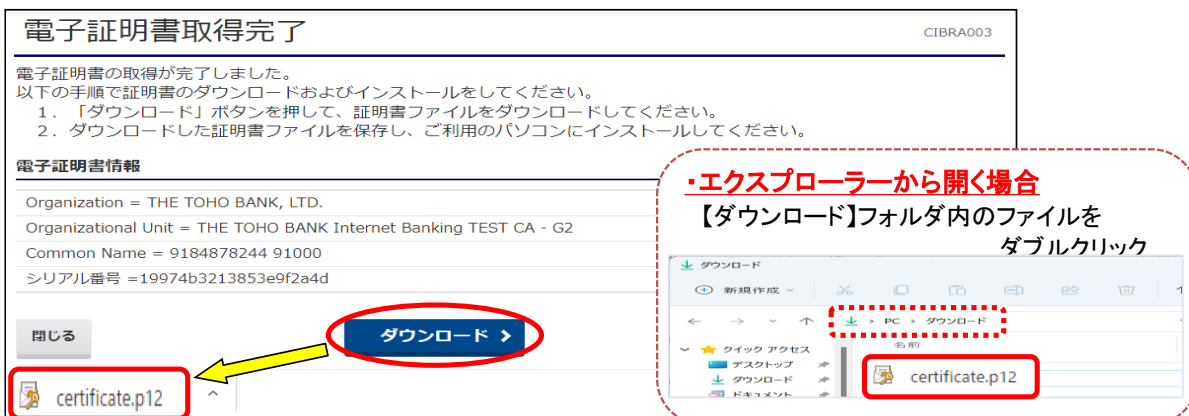 電子証明書取得完了
CIBRA003
電子証明書の取得が完了しました。
以下の手順で証明書のダウンロードおよびインストールをしてください。
1. 「ダウンロード」ボタンを押して、証明書ファイルをダウンロードしてください。
2. ダウンロードした証明書ファイルを保存し、ご利用のパソコンにインストールしてください。
電子証明書情報
Organization = THE TOHO BANK, LTD.
Organizational Unit = THE TOHO BANK Internet Banking TEST CA - G2
Common Name = 9184878244 91000
シリアル番号 =19974b3213853e9f2a4d
閉じる
ダウンロード >
certificate.p12
・エクスプローラーから開く場合
【ダウンロード】フォルダ内のファイルを
ダブルクリック
ダウンロード
新規作成
PC > ダウンロード
クイック アクセス
名前
デスクトップ
ダウンロード
ドキュメント
certificate.p12